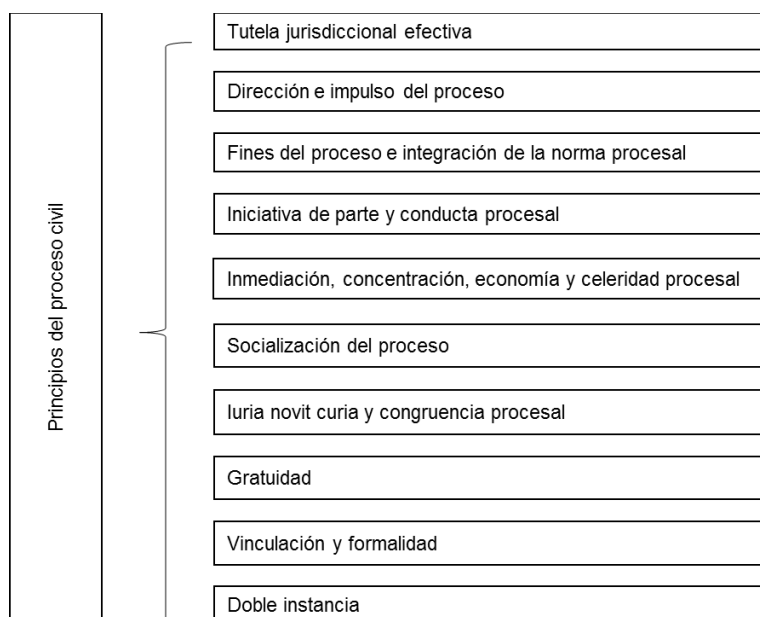 Principios del proceso civil
Tutela jurisdiccional efectiva
Dirección e impulso del proceso
Fines del proceso e integración de la norma procesal
Iniciativa de parte y conducta procesal
Inmediación, concentración, economía y celeridad procesal
Socialización del proceso
Iuria novit curia y congruencia procesal
Gratuidad
Vinculación y formalidad
Doble instancia